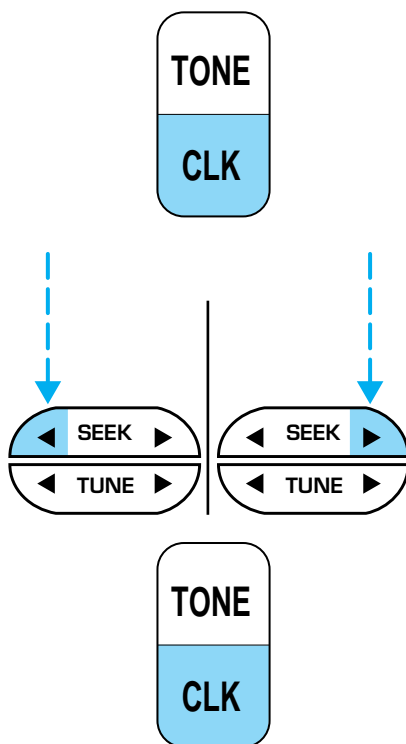 TONE
CLK
◀ SEEK ▶
◀ TUNE ▶
◀ SEEK ▶
◀ TUNE ▶
TONE
CLK